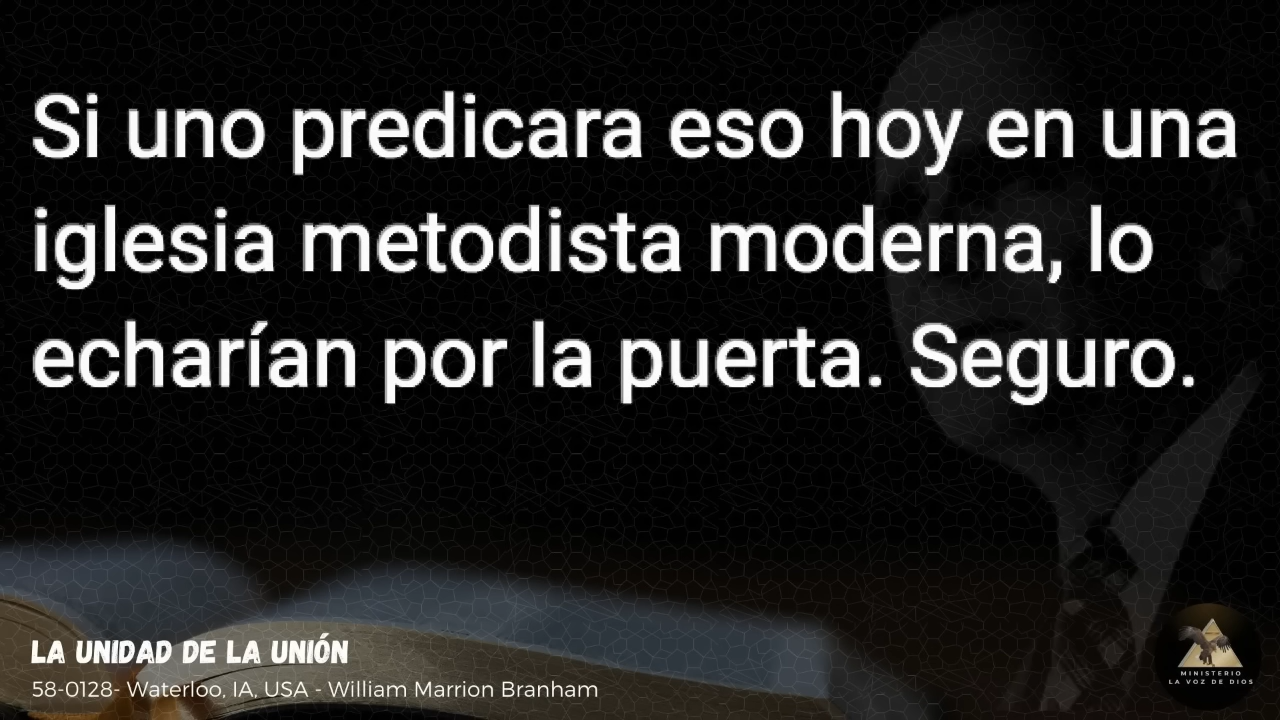 Si uno predicara eso hoy en una
iglesia metodista moderna, lo
echarían por la puerta. Seguro.
LA UNIDAD DE LA UNIÓN
58-0128- Waterloo, IA, USA - William Marrion Branham
MINISTERIO
LA VOZ DE DIOS